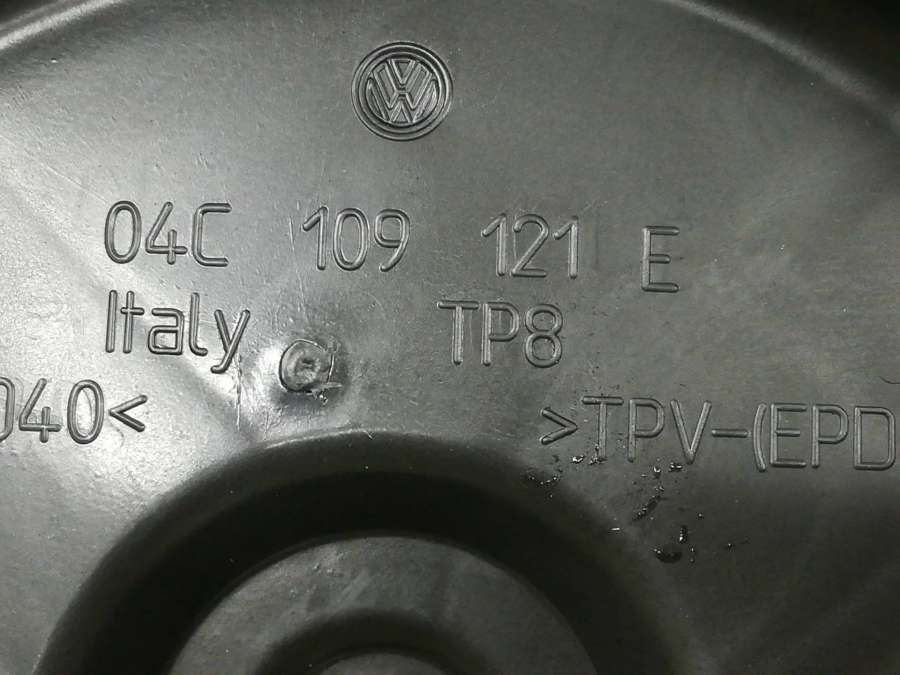 04C 109 121 E
Italy TP8
040< >TPV-(EPD